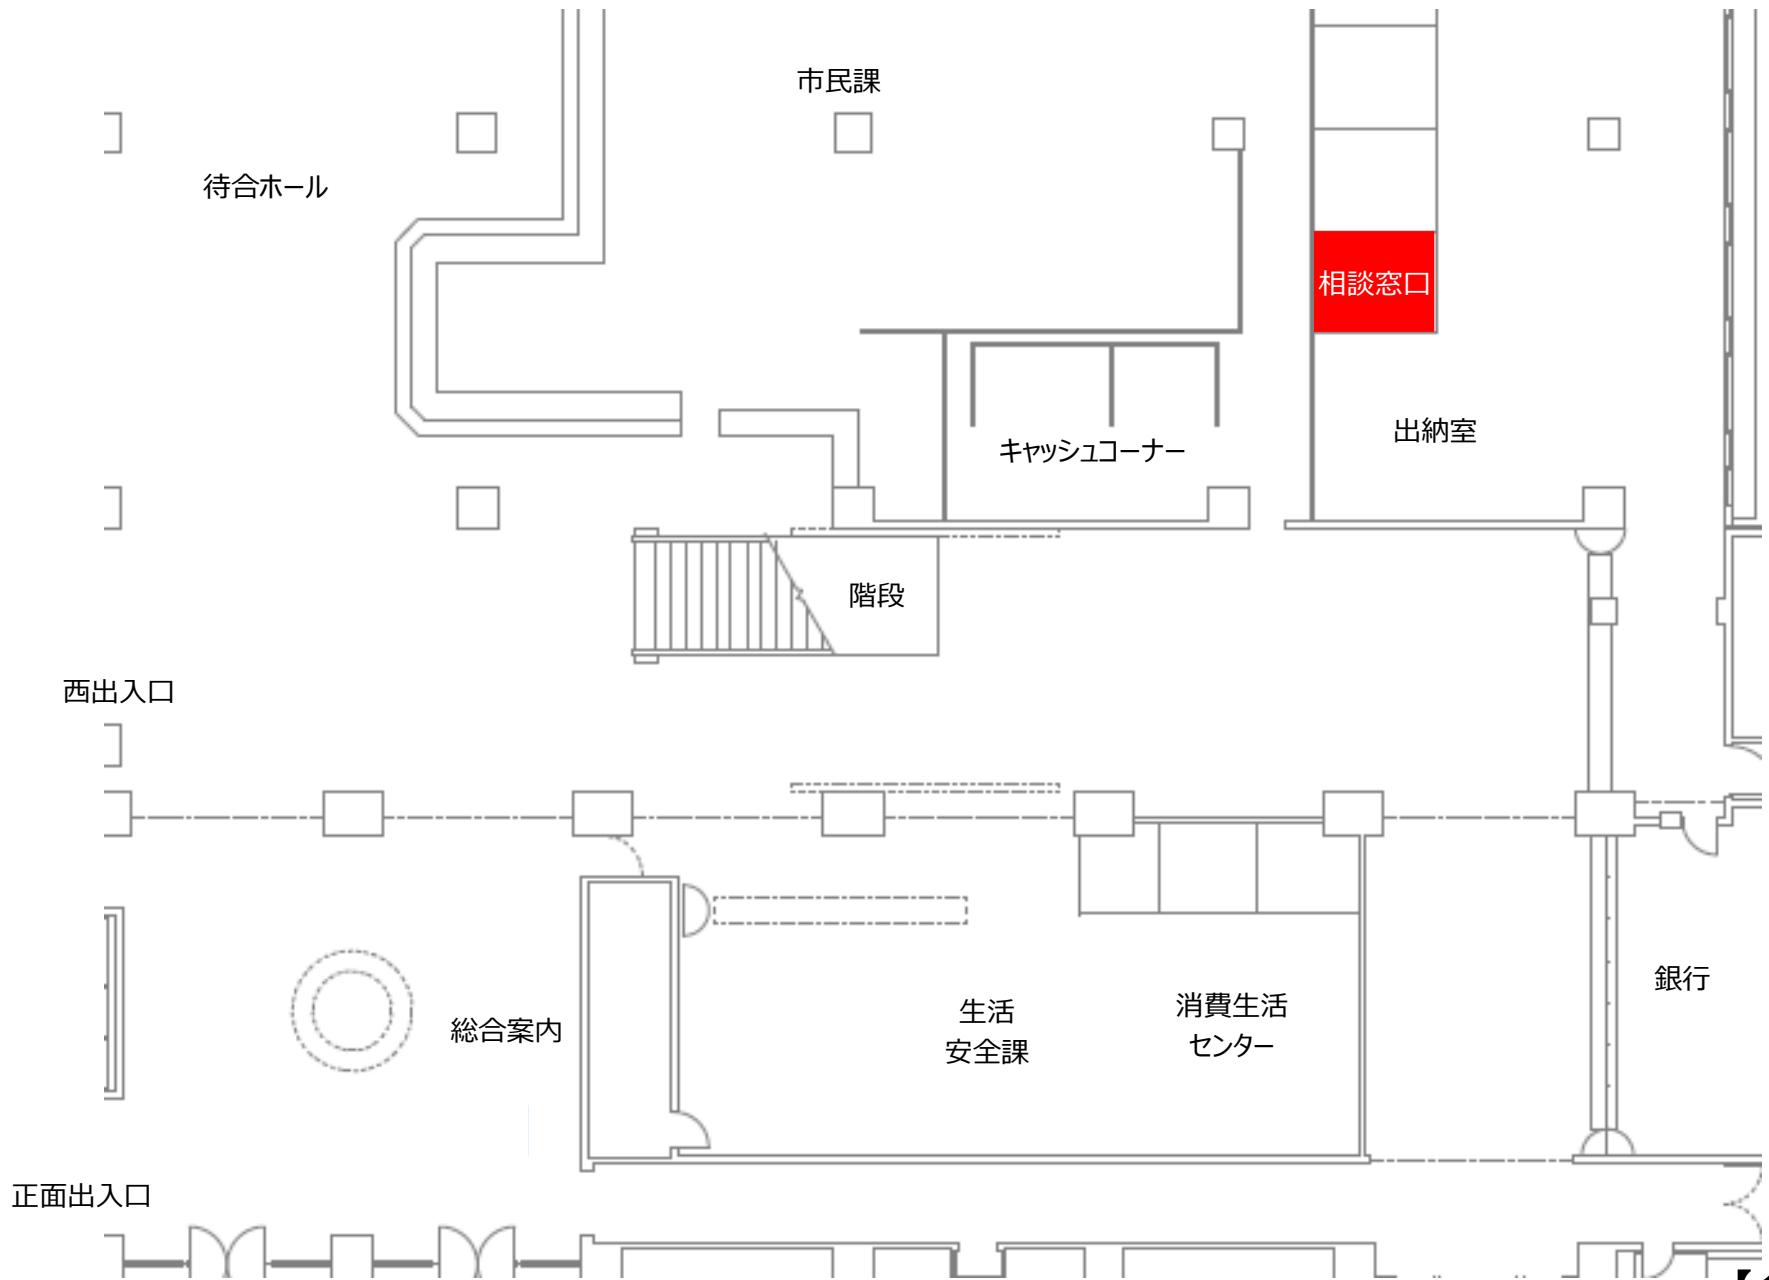 市民課
待合ホール
相談窓口
出納室
キャッシュコーナー
階段
西出入口
銀行
生活
安全課
消費生活
センター
総合案内
正面出入口